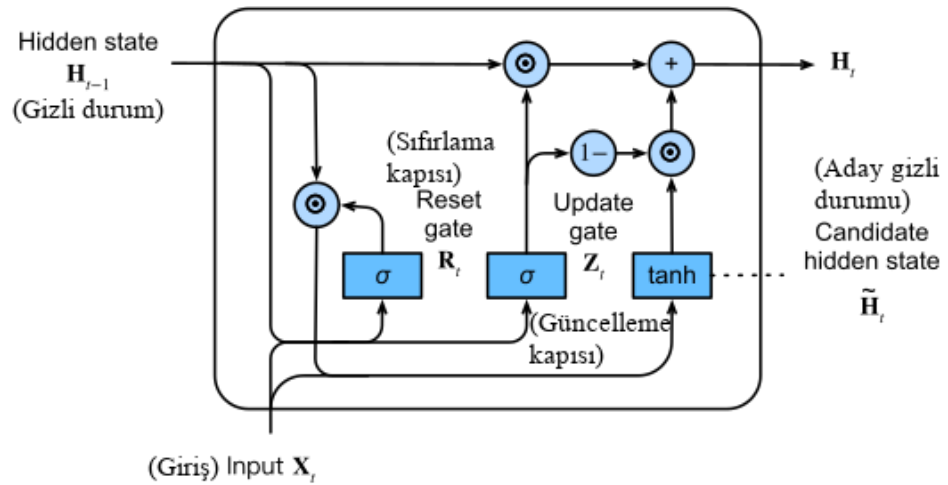 Hidden state
H_{t−1}
(Gizli durum)
⊙
+
H_t
(Sıfırlama
kapısı)
Reset
gate
R_t
⊙
1−
⊙
Update
gate
Z_t
(Aday gizli
durumu)
Candidate
hidden state
H̃_t
σ
σ
tanh
(Güncelleme
kapısı)
(Giriş) Input X_t